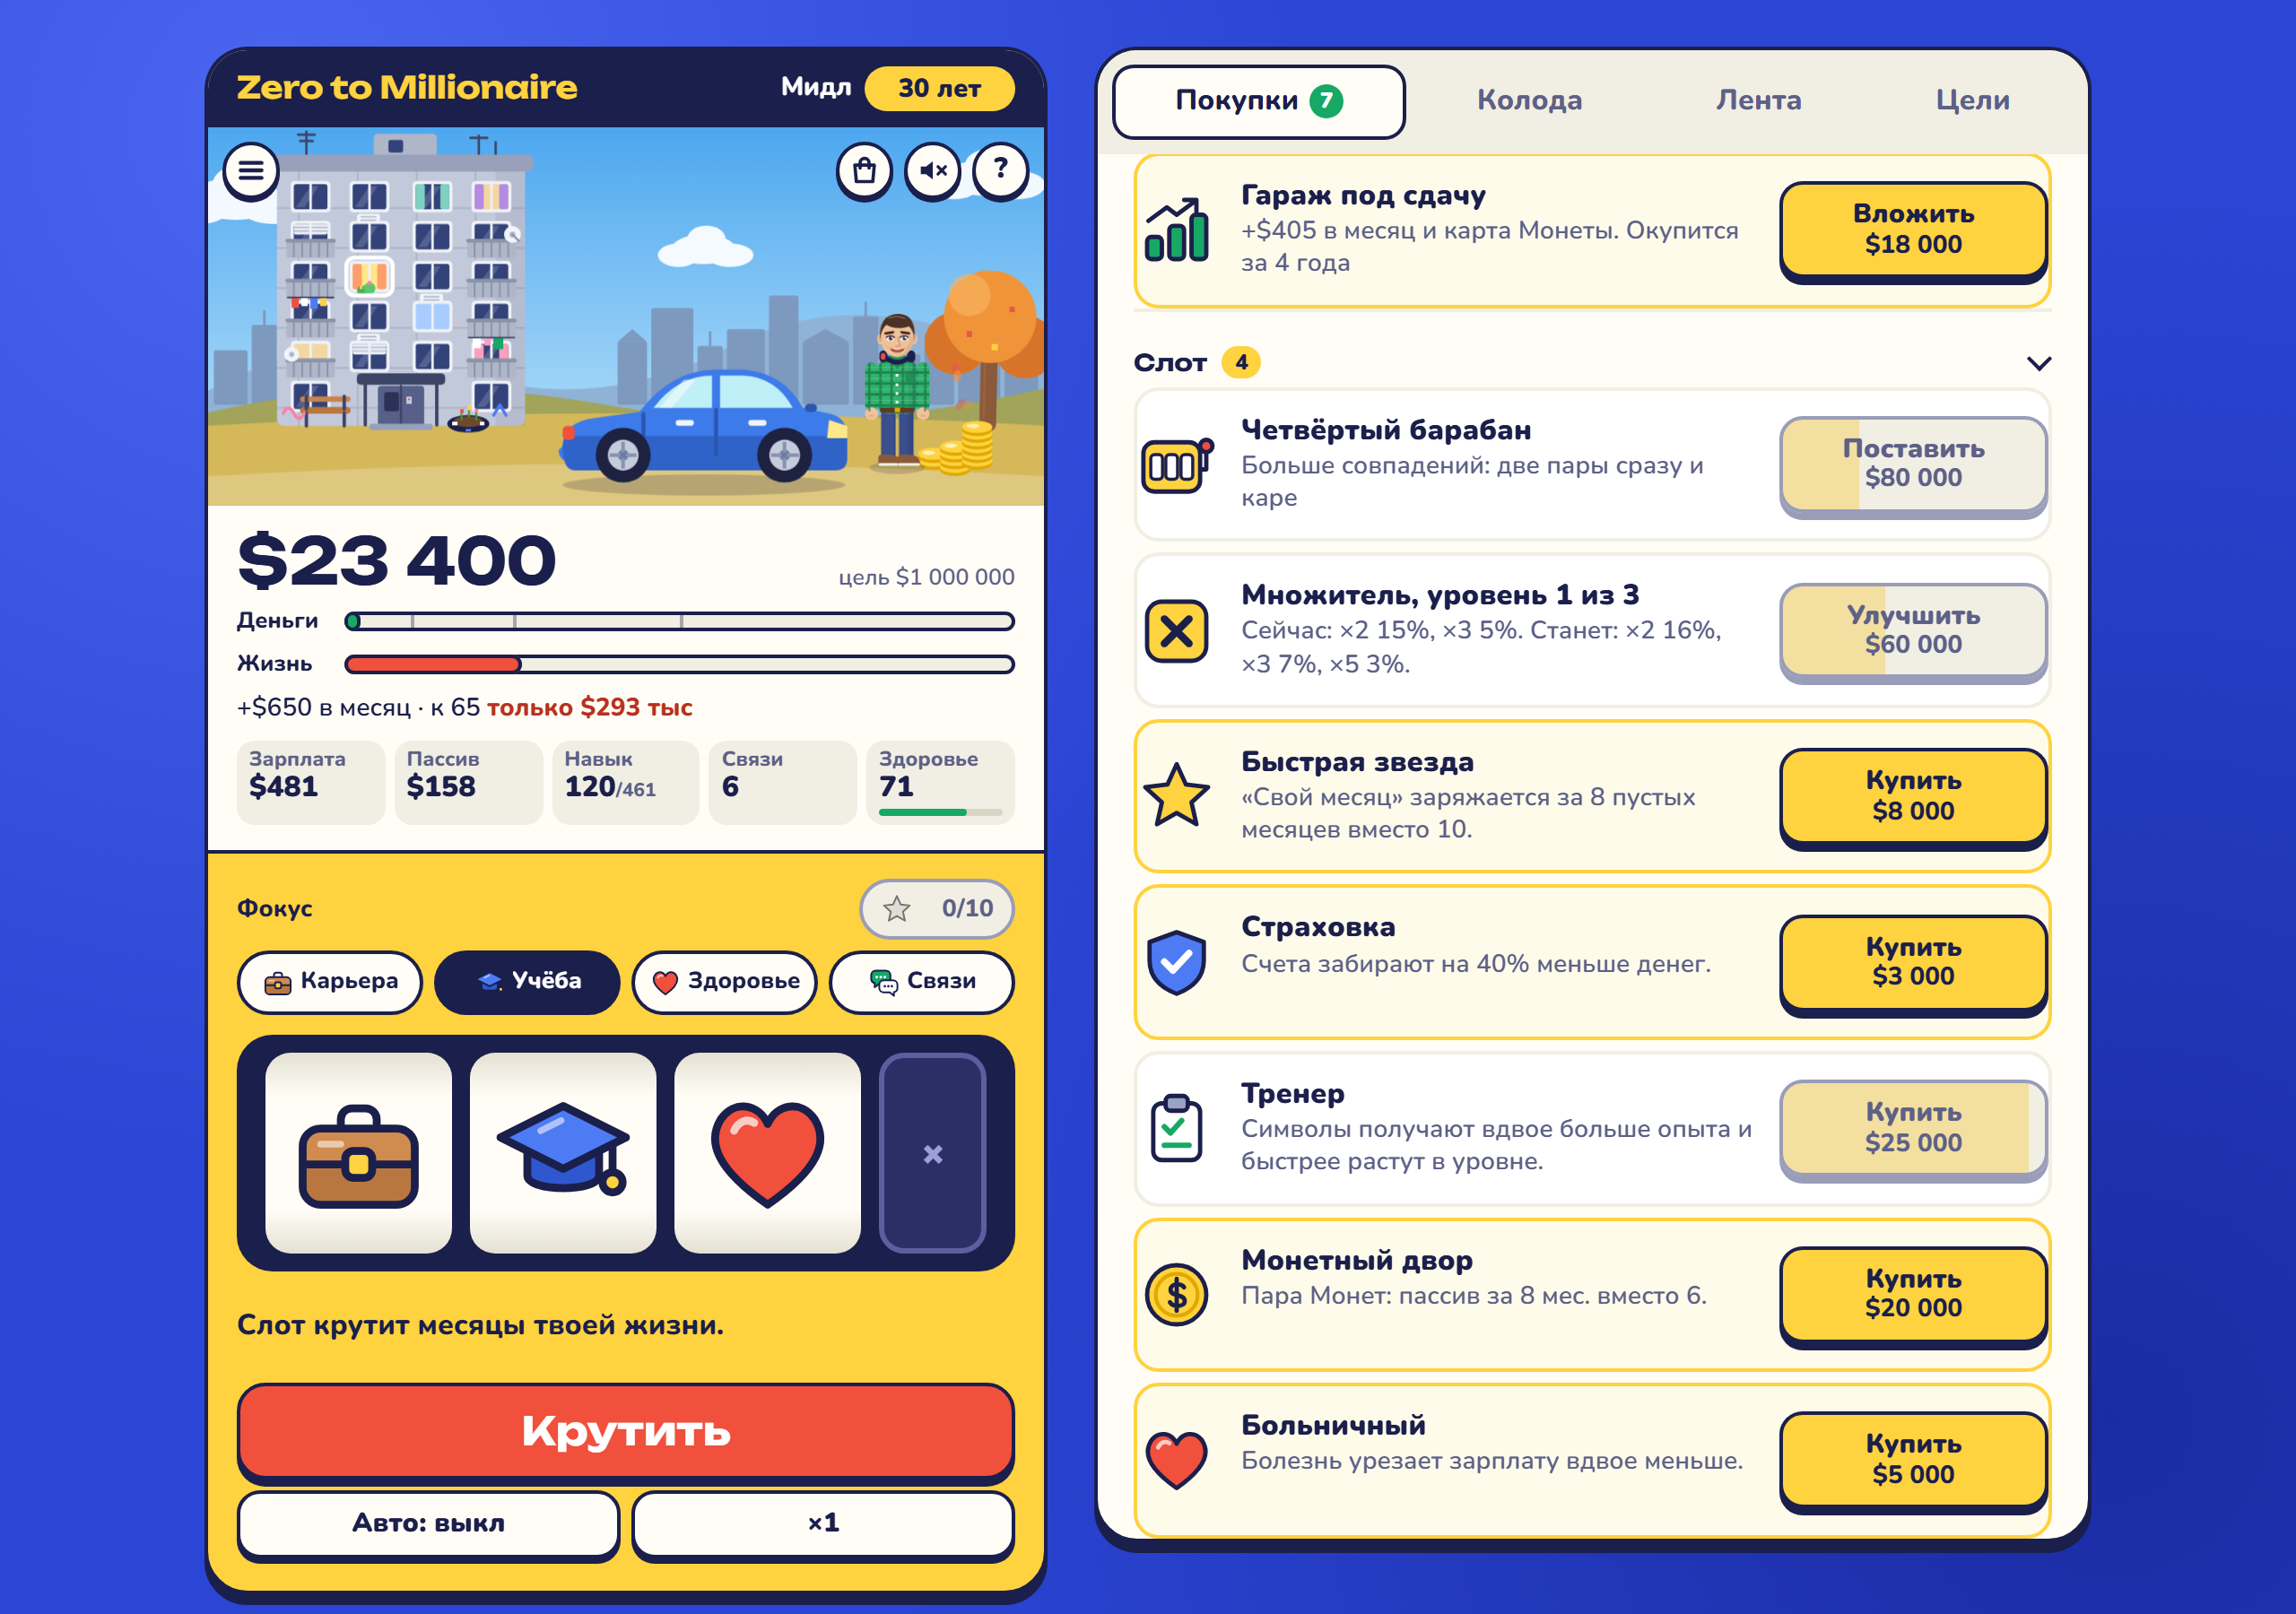 Zero to Millionaire
Мидл
30 лет
?
$23 400
цель $1 000 000
Деньги
Жизнь
+$650 в месяц · к 65 только $293 тыс
Зарплата
$481
Пассив
$158
Навык
120/461
Связи
6
Здоровье
71
Фокус
0/10
Карьера
Учёба
Здоровье
Связи
×
Слот крутит месяцы твоей жизни.
Крутить
Авто: выкл
×1
Покупки 7
Колода
Лента
Цели
Гараж под сдачу
+$405 в месяц и карта Монеты. Окупится
за 4 года
Вложить
$18 000
Слот 4
Четвёртый барабан
Больше совпадений: две пары сразу и
каре
Поставить
$80 000
Множитель, уровень 1 из 3
Сейчас: ×2 15%, ×3 5%. Станет: ×2 16%,
×3 7%, ×5 3%.
Улучшить
$60 000
Быстрая звезда
«Свой месяц» заряжается за 8 пустых
месяцев вместо 10.
Купить
$8 000
Страховка
Счета забирают на 40% меньше денег.
Купить
$3 000
Тренер
Символы получают вдвое больше опыта и
быстрее растут в уровне.
Купить
$25 000
Монетный двор
Пара Монет: пассив за 8 мес. вместо 6.
Купить
$20 000
Больничный
Болезнь урезает зарплату вдвое меньше.
Купить
$5 000